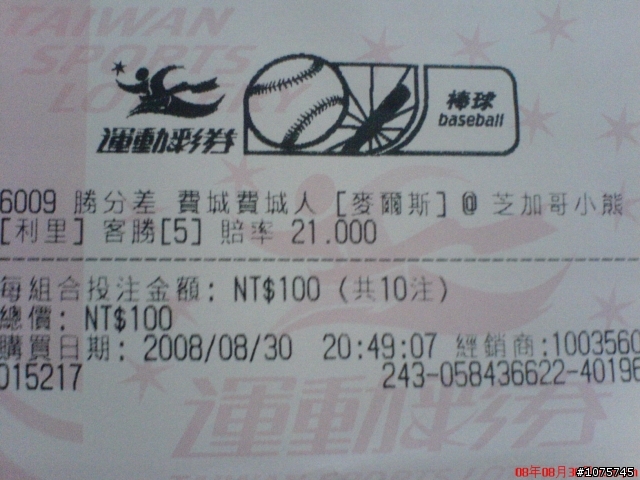 TAIWAN
SPORTS
LOTTERY
運動彩券
棒球
baseball
6009 勝分差 費城費城人 [麥爾斯] @ 芝加哥小熊
[利里] 客勝[5] 賠率 21.000
每組合投注金額: NT$100 (共10注)
總價: NT$100
購買日期: 2008/08/30 20:49:07 經銷商:1003560
015217 243-058436622-40196
運動彩券
TAIWAN SPORTS LO
08年08月3
#1075745